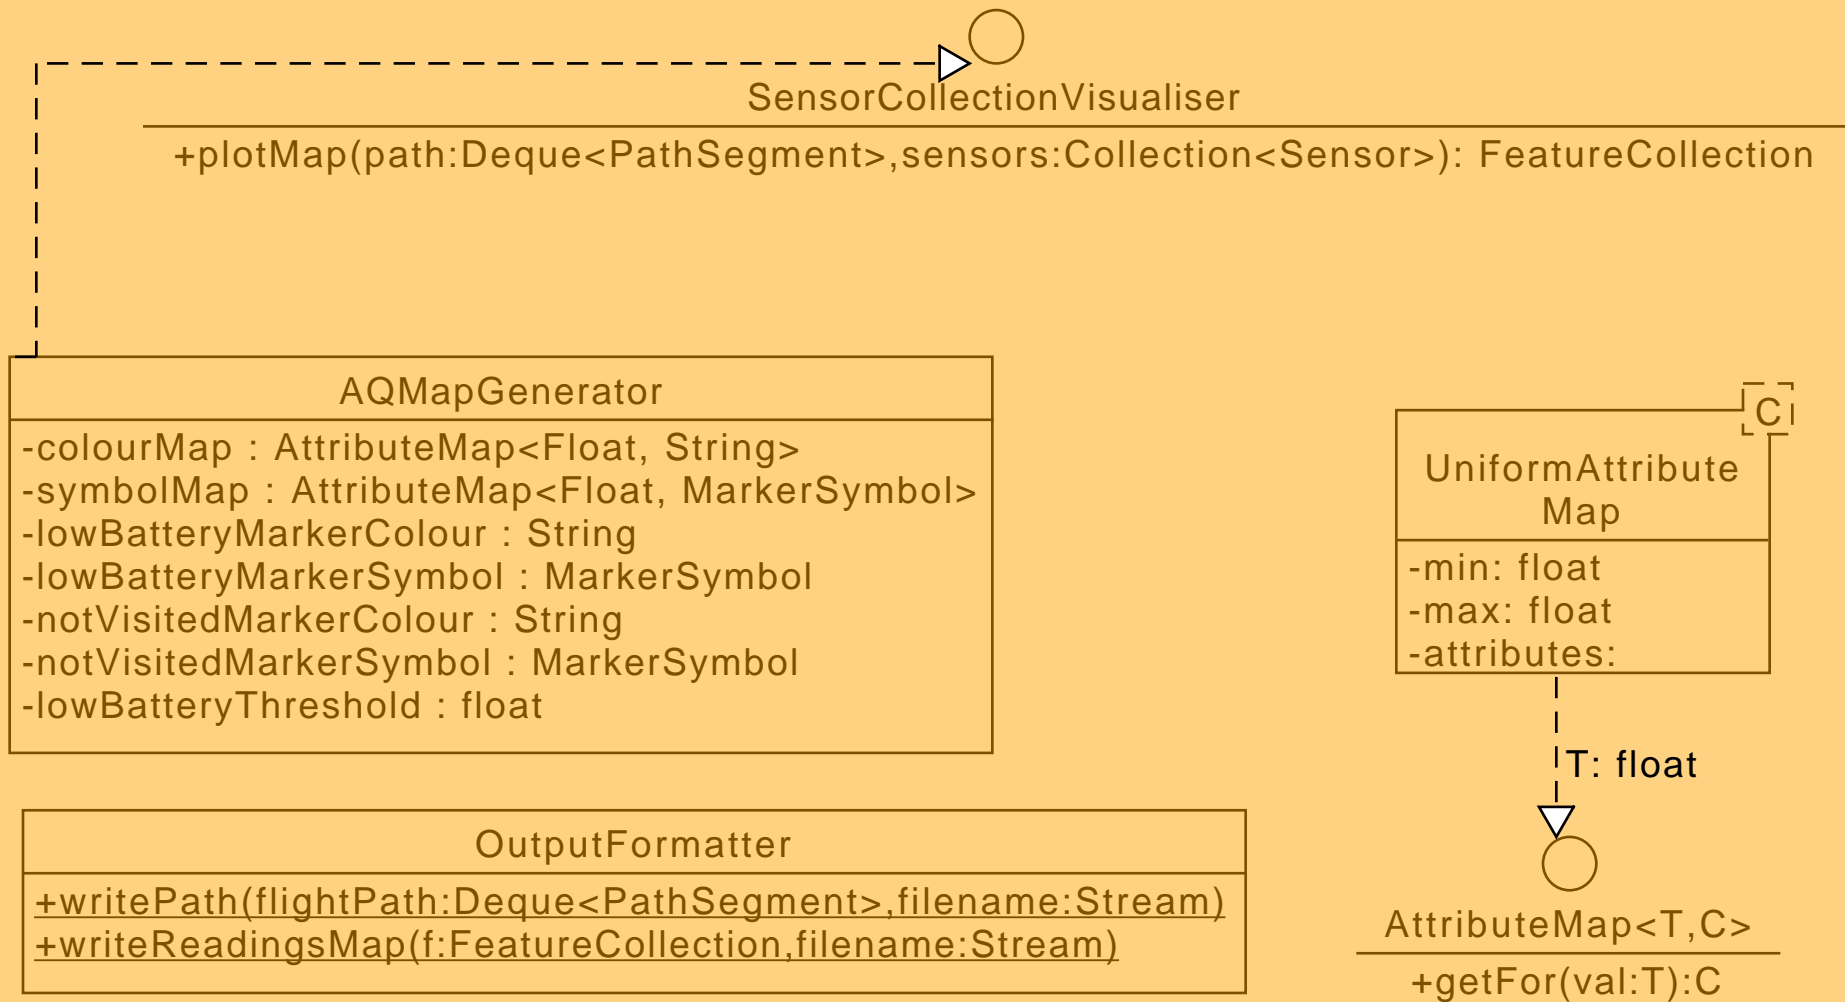 SensorCollectionVisualiser
+plotMap(path:Deque<PathSegment>,sensors:Collection<Sensor>): FeatureCollection
AQMapGenerator
-colourMap : AttributeMap<Float, String>
-symbolMap : AttributeMap<Float, MarkerSymbol>
-lowBatteryMarkerColour : String
-lowBatteryMarkerSymbol : MarkerSymbol
-notVisitedMarkerColour : String
-notVisitedMarkerSymbol : MarkerSymbol
-lowBatteryThreshold : float
C
UniformAttribute
Map
-min: float
-max: float
-attributes:
T: float
OutputFormatter
+writePath(flightPath:Deque<PathSegment>,filename:Stream)
+writeReadingsMap(f:FeatureCollection,filename:Stream)
AttributeMap<T,C>
+getFor(val:T):C